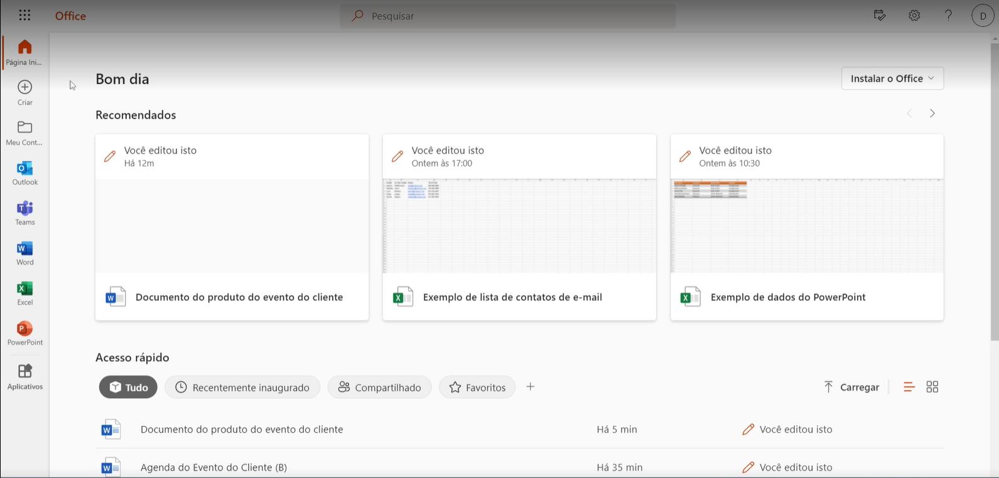 Office
Pesquisar
D
Página Ini...
Criar
Meu Cont...
Outlook
Teams
Word
Excel
PowerPoint
Aplicativos
Bom dia
Instalar o Office
Recomendados
Você editou isto
Há 12m
Documento do produto do evento do cliente
Você editou isto
Ontem às 17:00
Exemplo de lista de contatos de e-mail
Você editou isto
Ontem às 10:30
Exemplo de dados do PowerPoint
Acesso rápido
Tudo
Recentemente inaugurado
Compartilhado
Favoritos
Carregar
Documento do produto do evento do cliente
Há 5 min
Você editou isto
Agenda do Evento do Cliente (B)
Há 35 min
Você editou isto